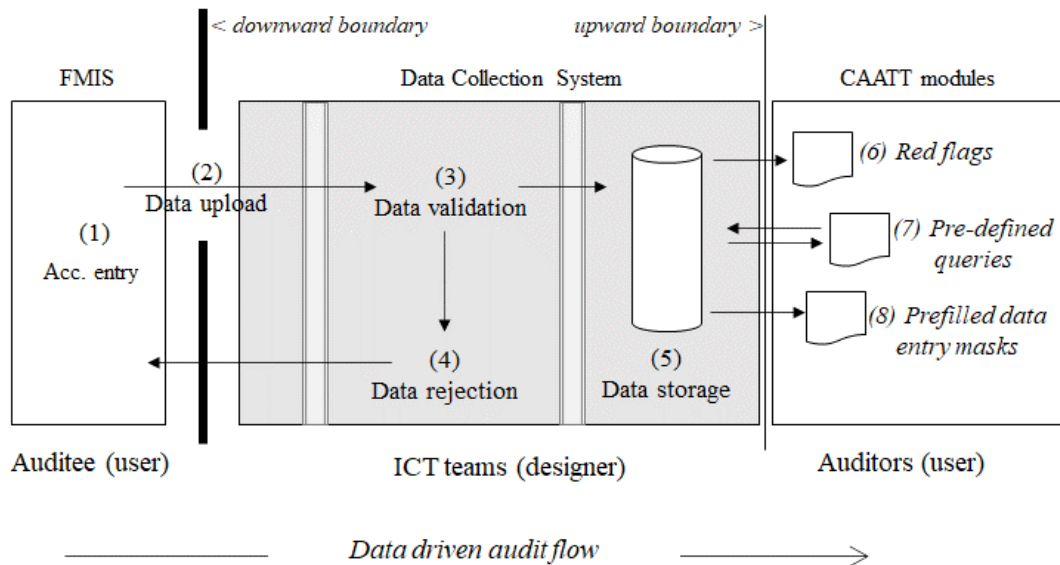 < downward boundary
upward boundary >
FMIS
Data Collection System
CAATT modules
(1)
Acc. entry
(2)
Data upload
(3)
Data validation
(4)
Data rejection
(5)
Data storage
(6) Red flags
(7) Pre-defined
queries
(8) Prefilled data
entry masks
Auditee (user)
ICT teams (designer)
Auditors (user)
Data driven audit flow